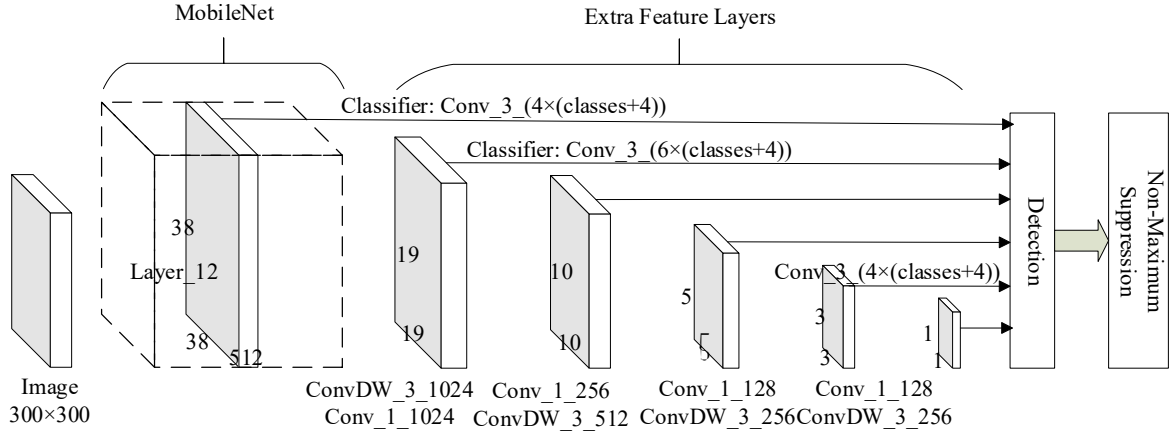 MobileNet
Extra Feature Layers
Classifier: Conv_3_(4×(classes+4))
Classifier: Conv_3_(6×(classes+4))
38
Layer_12
38
512
19
19
10
10
5
5
Conv_3_(4×(classes+4))
3
3
1
1
Detection
Non-Maximum
Suppression
Image
300×300
ConvDW_3_1024
Conv_1_1024
Conv_1_256
ConvDW_3_512
Conv_1_128
ConvDW_3_256
Conv_1_128
ConvDW_3_256